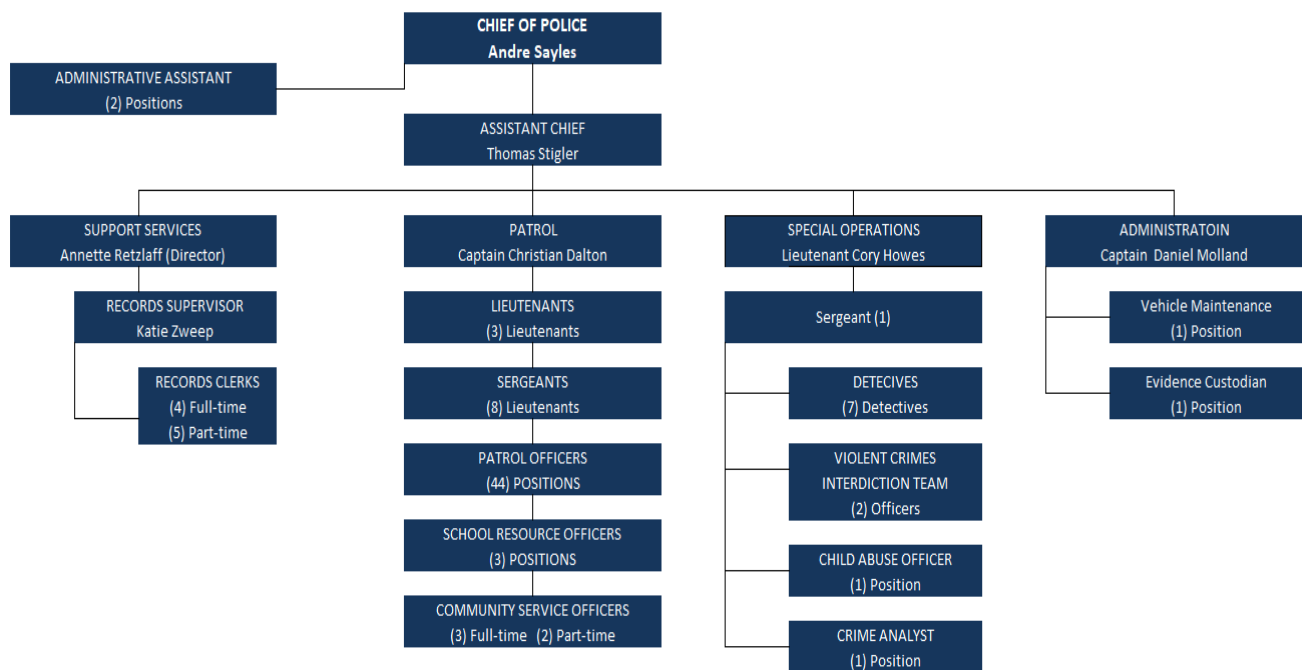 CHIEF OF POLICE
Andre Sayles
ADMINISTRATIVE ASSISTANT
(2) Positions
ASSISTANT CHIEF
Thomas Stigler
SUPPORT SERVICES
Annette Retzlaff (Director)
RECORDS SUPERVISOR
Katie Zweep
RECORDS CLERKS
(4) Full-time
(5) Part-time
PATROL
Captain Christian Dalton
LIEUTENANTS
(3) Lieutenants
SERGEANTS
(8) Lieutenants
PATROL OFFICERS
(44) POSITIONS
SCHOOL RESOURCE OFFICERS
(3) POSITIONS
COMMUNITY SERVICE OFFICERS
(3) Full-time (2) Part-time
SPECIAL OPERATIONS
Lieutenant Cory Howes
Sergeant (1)
DETECIVES
(7) Detectives
VIOLENT CRIMES
INTERDICTION TEAM
(2) Officers
CHILD ABUSE OFFICER
(1) Position
CRIME ANALYST
(1) Position
ADMINISTRATOIN
Captain Daniel Molland
Vehicle Maintenance
(1) Position
Evidence Custodian
(1) Position